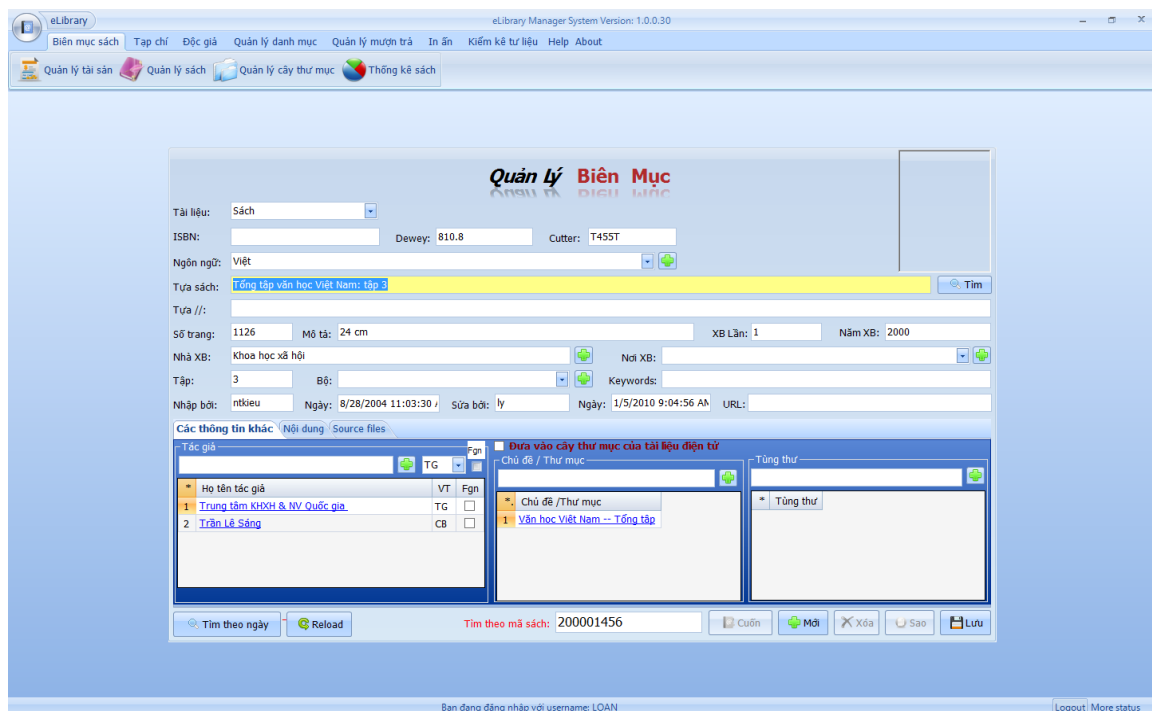 eLibrary
eLibrary Manager System Version: 1.0.0.30
Biên mục sách Tạp chí Độc giả Quản lý danh mục Quản lý mượn trả In ấn Kiểm kê tư liệu Help About
Quản lý tài sản Quản lý sách Quản lý cây thư mục Thống kê sách
Quản lý Biên Mục
Tài liệu: Sách
ISBN: Dewey: 810.8 Cutter: T455T
Ngôn ngữ: Việt
Tựa sách: Tổng tập văn học Việt Nam: tập 3 Tìm
Tựa //:
Số trang: 1126 Mô tả: 24 cm XB Lần: 1 Năm XB: 2000
Nhà XB: Khoa học xã hội Nơi XB:
Tập: 3 Bộ: Keywords:
Nhập bởi: ntkieu Ngày: 8/28/2004 11:03:30 Sửa bởi: ly Ngày: 1/5/2010 9:04:56 AM URL:
Các thông tin khác Nội dung Source files
Tác giả Fgn
TG
* Họ tên tác giả VT Fgn
1 Trung tâm KHXH & NV Quốc gia TG
2 Trần Lê Sáng CB
Đưa vào cây thư mục của tài liệu điện tử
Chủ đề / Thư mục
*. Chủ đề /Thư mục
1 Văn học Việt Nam -- Tổng tập
Tùng thư
* Tùng thư
Tìm theo ngày Reload Tìm theo mã sách: 200001456 Cuốn Mới Xóa Sao Lưu
Bạn đang đăng nhập với username: LOAN Logout More status